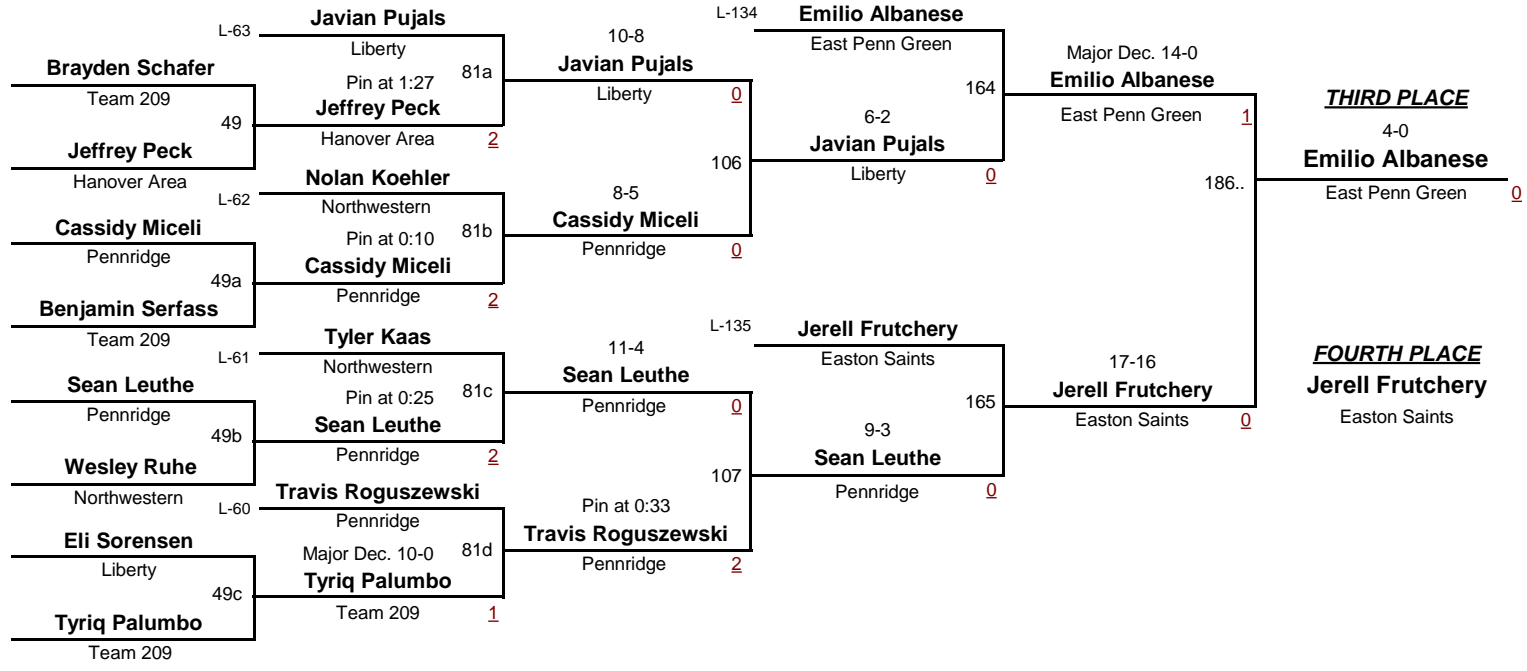 L-63
Javian Pujals
Liberty
Brayden Schafer
Team 209
49
Jeffrey Peck
Hanover Area
Pin at 1:27
Jeffrey Peck
Hanover Area
2
81a
10-8
Javian Pujals
Liberty
0
L-62
Nolan Koehler
Northwestern
Cassidy Miceli
Pennridge
49a
Benjamin Serfass
Team 209
Pin at 0:10
Cassidy Miceli
Pennridge
2
81b
8-5
Cassidy Miceli
Pennridge
0
106
L-61
Tyler Kaas
Northwestern
Sean Leuthe
Pennridge
49b
Wesley Ruhe
Northwestern
Pin at 0:25
Sean Leuthe
Pennridge
2
81c
11-4
Sean Leuthe
Pennridge
0
L-60
Travis Roguszewski
Pennridge
Eli Sorensen
Liberty
49c
Tyriq Palumbo
Team 209
Major Dec. 10-0
Tyriq Palumbo
Team 209
1
81d
Pin at 0:33
Travis Roguszewski
Pennridge
2
107
L-134
Emilio Albanese
East Penn Green
6-2
Javian Pujals
Liberty
0
164
Major Dec. 14-0
Emilio Albanese
East Penn Green
1
L-135
Jerell Frutchery
Easton Saints
9-3
Sean Leuthe
Pennridge
0
165
17-16
Jerell Frutchery
Easton Saints
0
186..
THIRD PLACE
4-0
Emilio Albanese
East Penn Green
0
FOURTH PLACE
Jerell Frutchery
Easton Saints